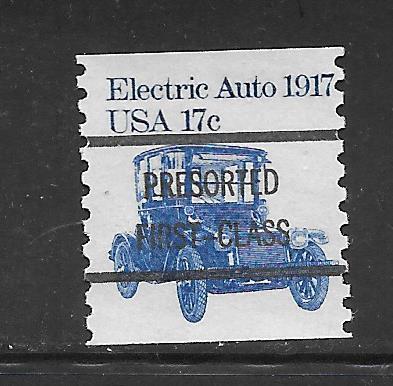 Electric Auto 1917
USA 17c
PRESORTED
FIRST-CLASS